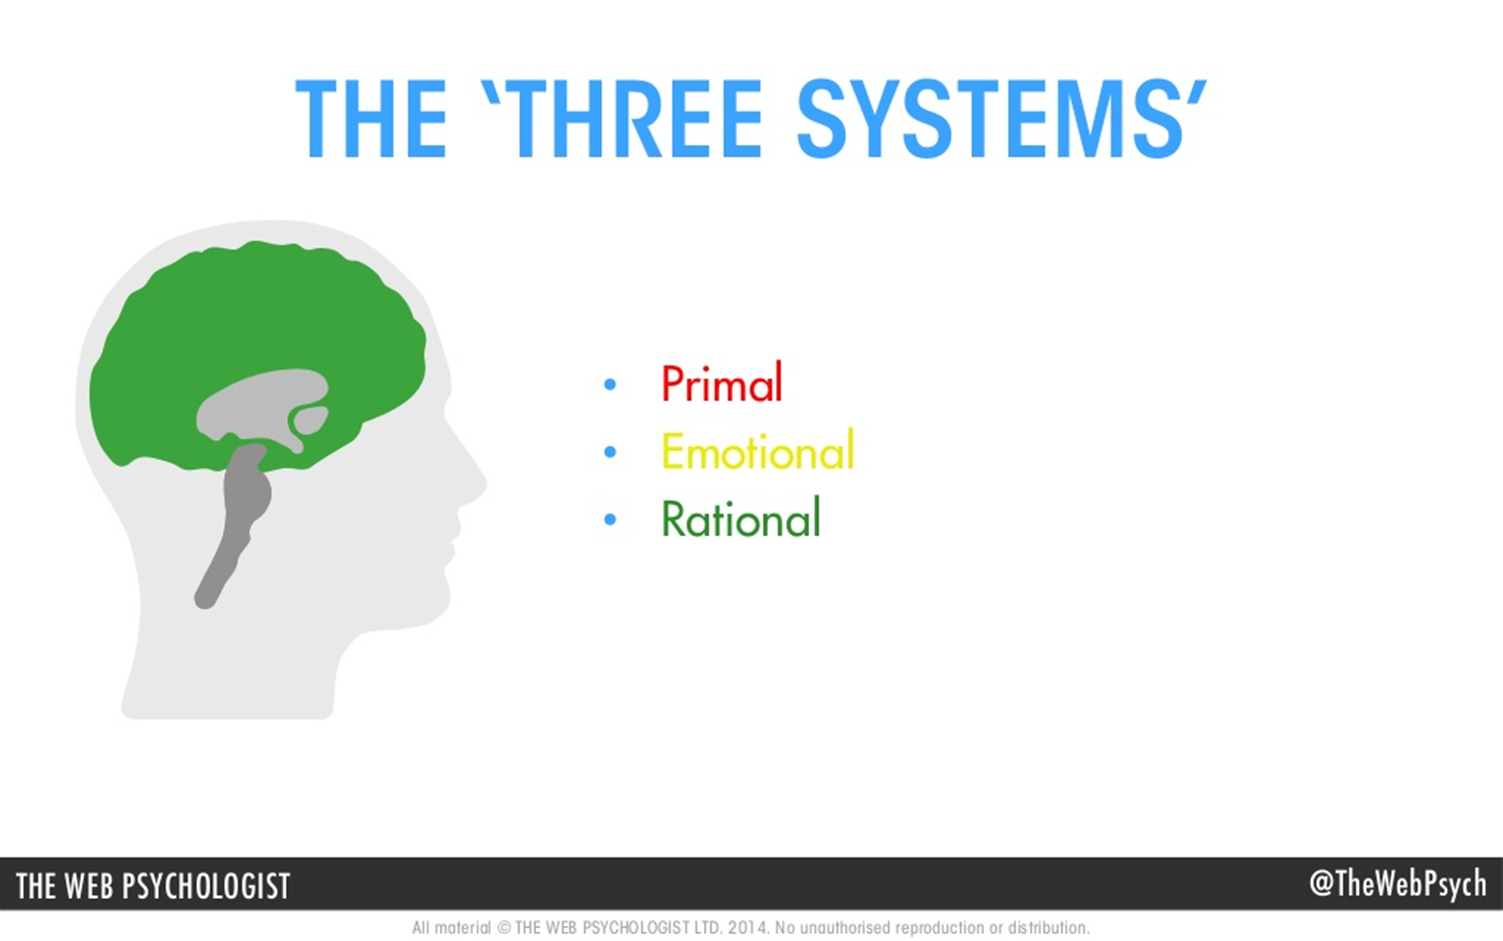 THE ‘THREE SYSTEMS’
• Primal
• Emotional
• Rational
THE WEB PSYCHOLOGIST
@TheWebPsych
All material © THE WEB PSYCHOLOGIST LTD. 2014. No unauthorised reproduction or distribution.